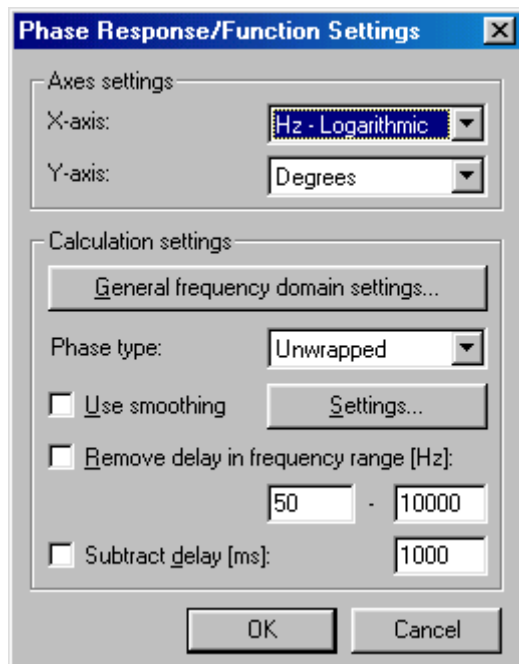 Phase Response/Function Settings
Axes settings
X-axis: Hz - Logarithmic
Y-axis: Degrees
Calculation settings
General frequency domain settings...
Phase type: Unwrapped
Use smoothing Settings...
Remove delay in frequency range [Hz]:
50 - 10000
Subtract delay [ms]: 1000
OK Cancel